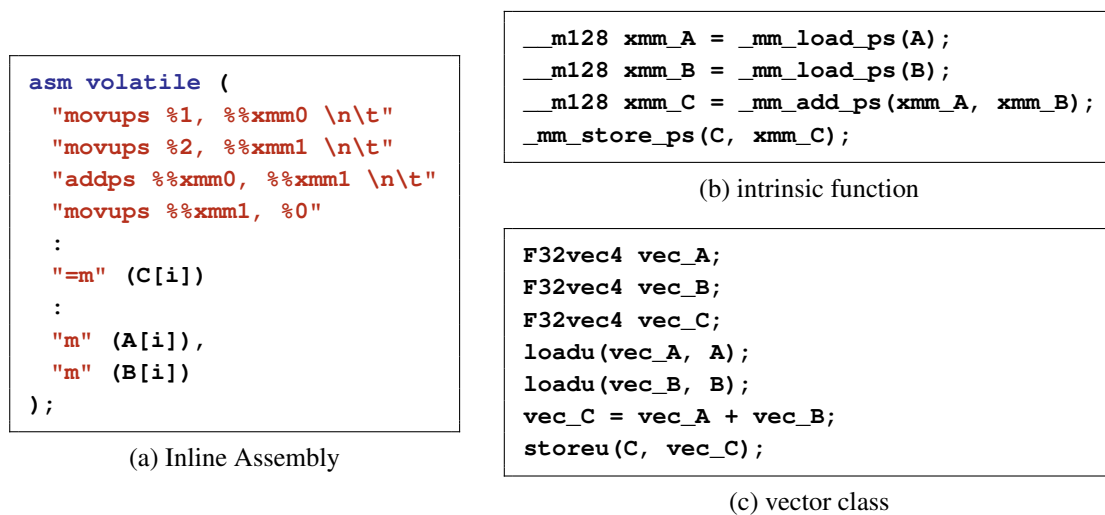 asm volatile (
"movups %1, %%xmm0 \n\t"
"movups %2, %%xmm1 \n\t"
"addps %%xmm0, %%xmm1 \n\t"
"movups %%xmm1, %0"
:
"=m" (C[i])
:
"m" (A[i]),
"m" (B[i])
);
(a) Inline Assembly
__m128 xmm_A = _mm_load_ps(A);
__m128 xmm_B = _mm_load_ps(B);
__m128 xmm_C = _mm_add_ps(xmm_A, xmm_B);
_mm_store_ps(C, xmm_C);
(b) intrinsic function
F32vec4 vec_A;
F32vec4 vec_B;
F32vec4 vec_C;
loadu(vec_A, A);
loadu(vec_B, B);
vec_C = vec_A + vec_B;
storeu(C, vec_C);
(c) vector class